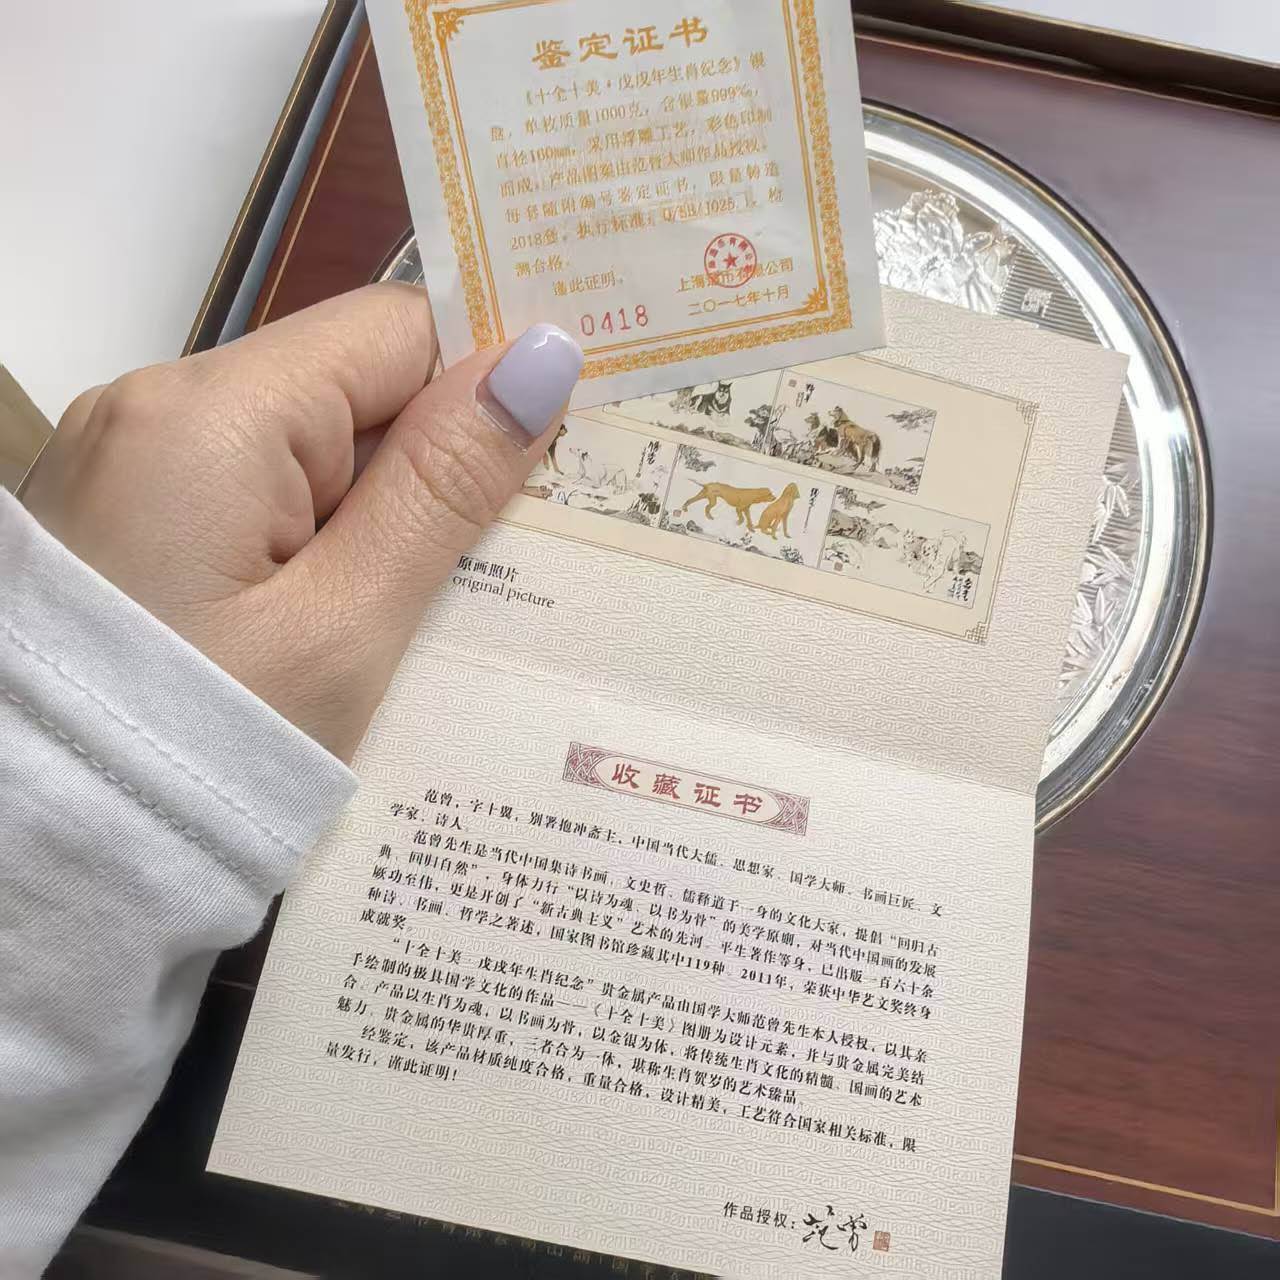 鉴定证书
《十全十美·戊戌年生肖纪念》银
盘，单枚质量1000克，含银量999‰，
直径160mm，采用浮雕工艺，彩色印制
而成。产品图案由范曾大师作品授权。
每套随附编号鉴定证书，限量铸造
2018套，执行标准：Q/SB/J025.1。检
测合格。
谨此证明。
上海造币有限公司
二〇一七年十月
0418
原画照片
original picture
收藏证书
范曾，字十翼，别署抱冲斋主，中国当代大儒、思想家、国学大师、书画巨匠、文
学家、诗人。
范曾先生是当代中国集诗书画、文史哲、儒释道于一身的文化大家，提倡“回归古
典、回归自然”，身体力行“以诗为魂、以书为骨”的美学原则，对当代中国画的发展
厥功至伟，更是开创了“新古典主义”艺术的先河。平生著作等身，已出版一百六十余
种诗、书画、哲学之著述，国家图书馆珍藏其中119种。2011年，荣获中华艺文奖终身
成就奖。
“十全十美·戊戌年生肖纪念”贵金属产品由国学大师范曾先生本人授权，以其亲
手绘制的极具国学文化的作品——《十全十美》图册为设计元素，并与贵金属完美结
合。产品以生肖为魂，以书画为骨，以金银为体，将传统生肖文化的精髓、国画的艺术
魅力、贵金属的华贵厚重，三者合为一体，堪称生肖贺岁的艺术臻品。
经鉴定，该产品材质纯度合格，重量合格，设计精美，工艺符合国家相关标准，限
量发行，谨此证明！
作品授权：范曾